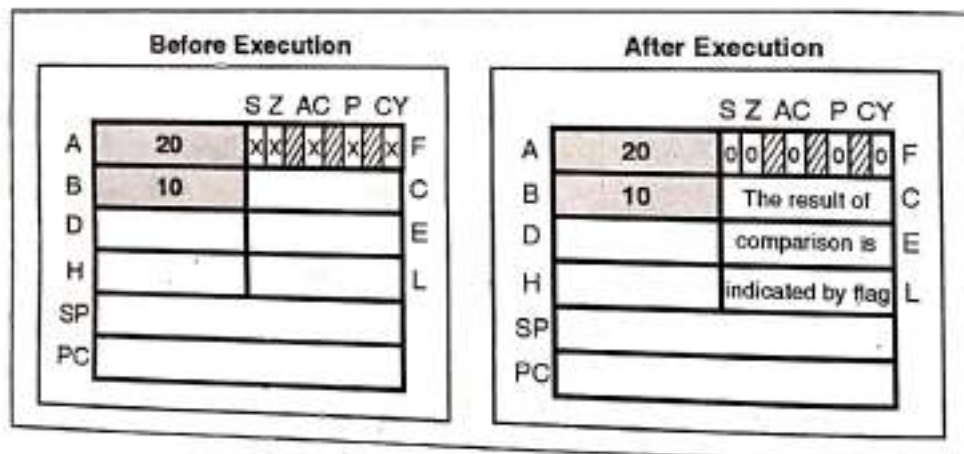 Before Execution
S Z AC P CY
A 20 X X X X X F
B 10 C
D E
H L
SP
PC
After Execution
S Z AC P CY
A 20 0 0 0 0 0 F
B 10 The result of C
D comparison is E
H indicated by flag L
SP
PC